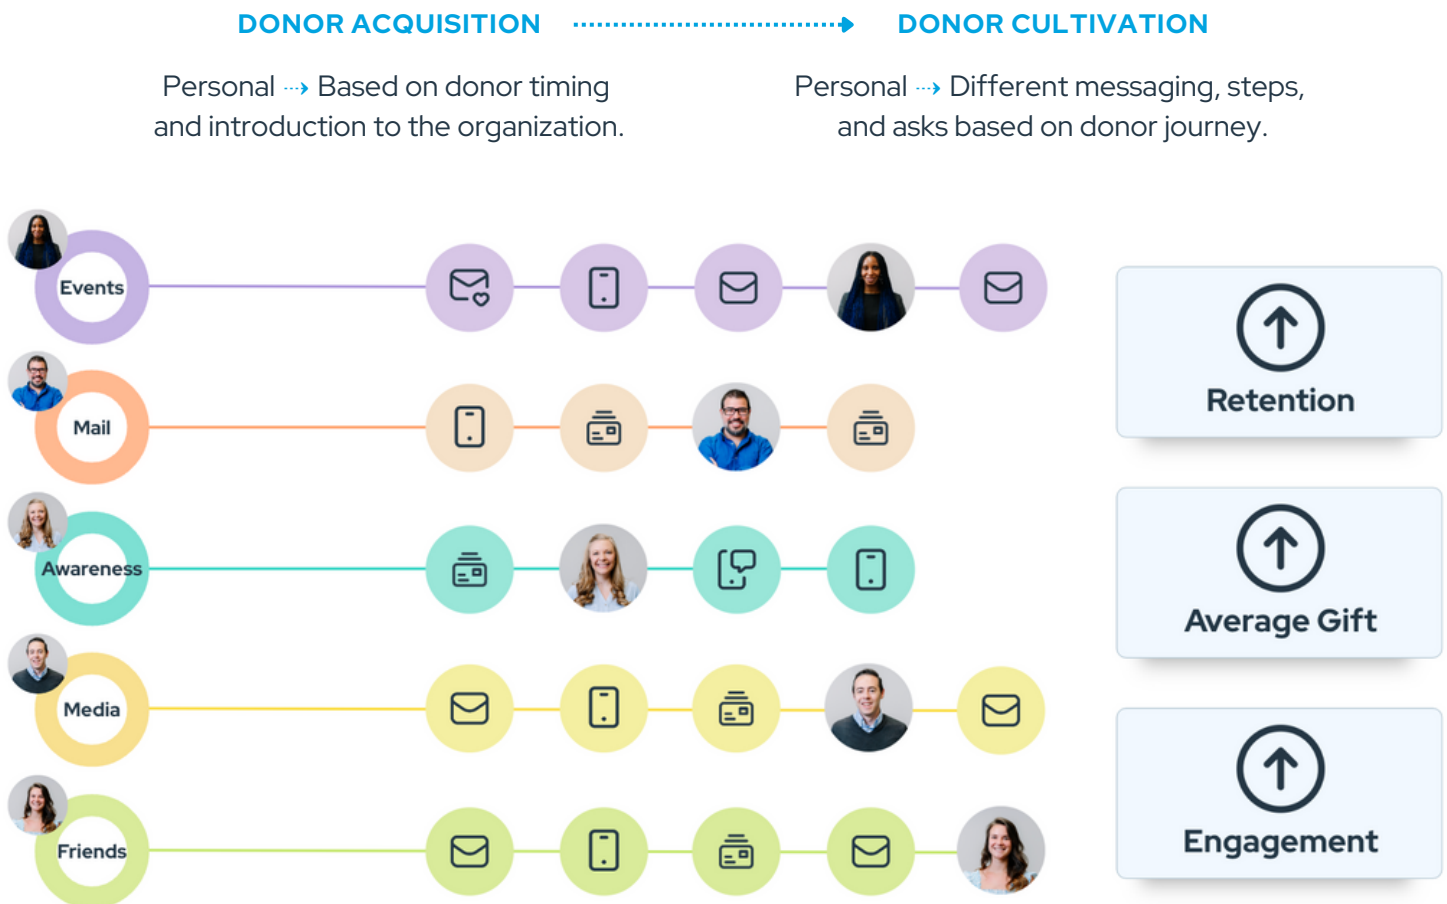 DONOR ACQUISITION
DONOR CULTIVATION
Personal ⇢ Based on donor timing
and introduction to the organization.
Personal ⇢ Different messaging, steps,
and asks based on donor journey.
Events
Mail
Awareness
Media
Friends
Retention
Average Gift
Engagement